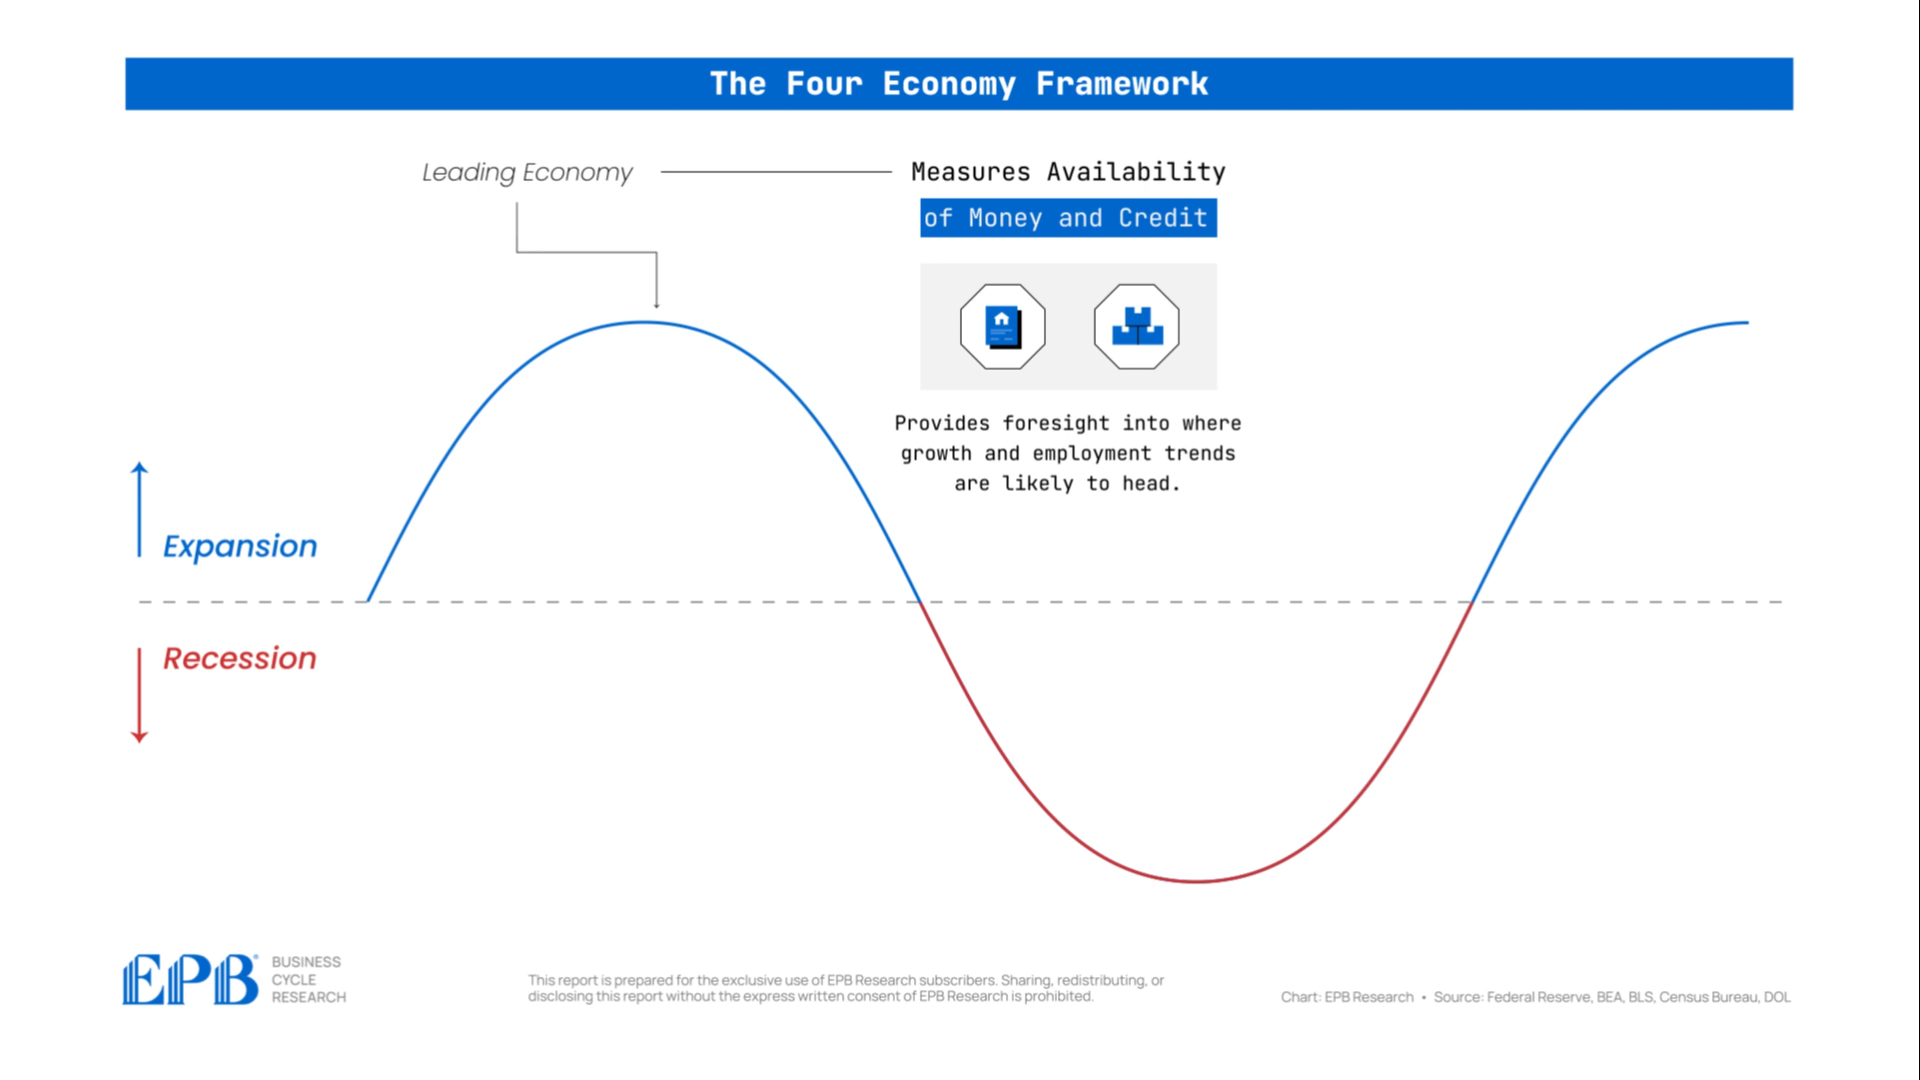 The Four Economy Framework
Leading Economy
Measures Availability
of Money and Credit
Provides foresight into where
growth and employment trends
are likely to head.
Expansion
Recession
EPB®
BUSINESS
CYCLE
RESEARCH
This report is prepared for the exclusive use of EPB Research subscribers. Sharing, redistributing, or
disclosing this report without the express written consent of EPB Research is prohibited.
Chart: EPB Research • Source: Federal Reserve, BEA, BLS, Census Bureau, DOL